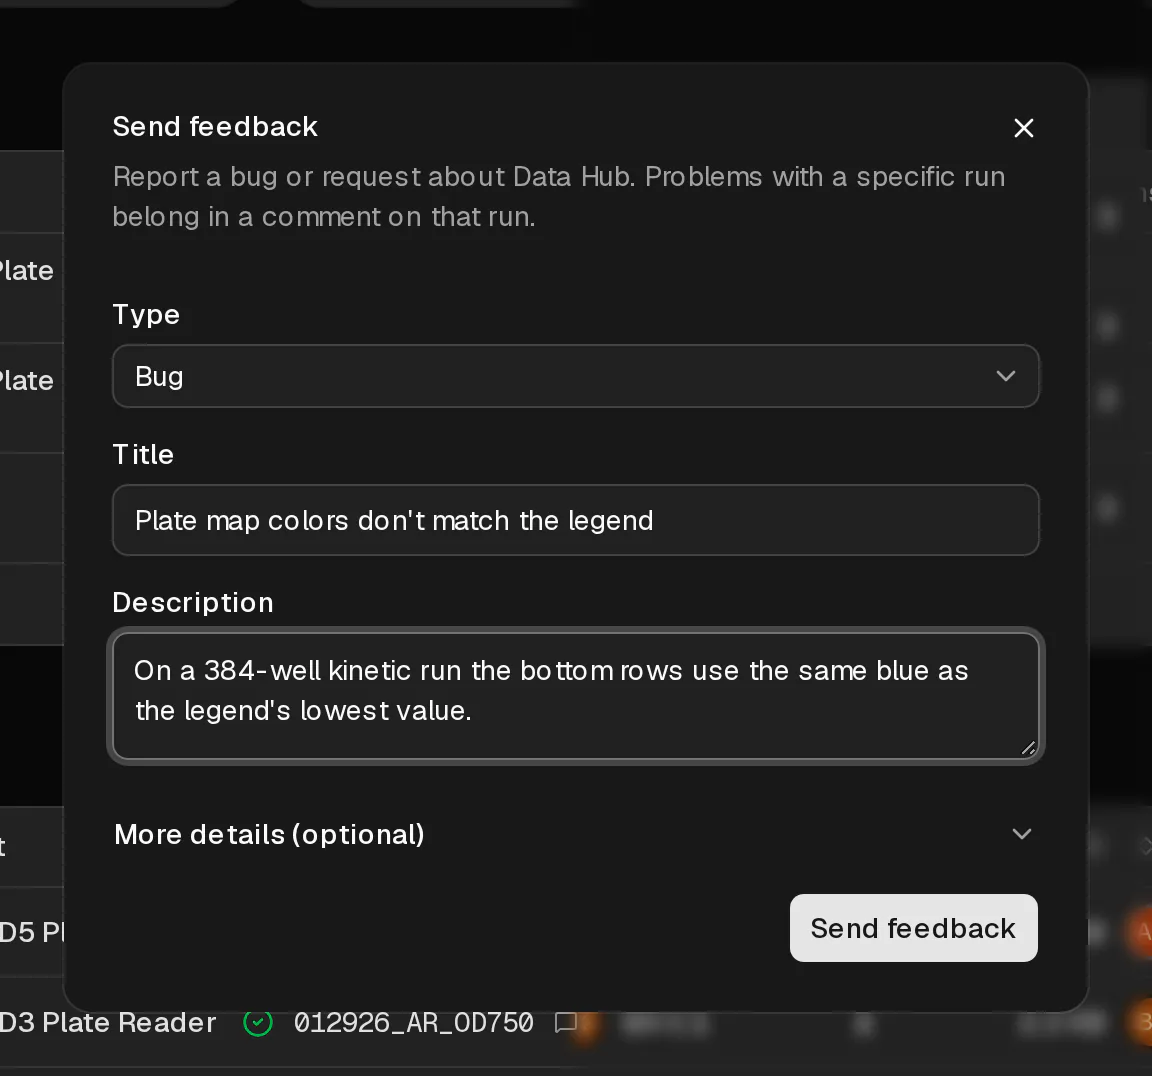 Send feedback
Report a bug or request about Data Hub. Problems with a specific run
belong in a comment on that run.
Plate
Type
Plate
Bug
Title
Plate map colors don't match the legend
Description
On a 384-well kinetic run the bottom rows use the same blue as
the legend's lowest value.
More details (optional)
D5 Pl
Send feedback
D3 Plate Reader 012926_AR_OD750